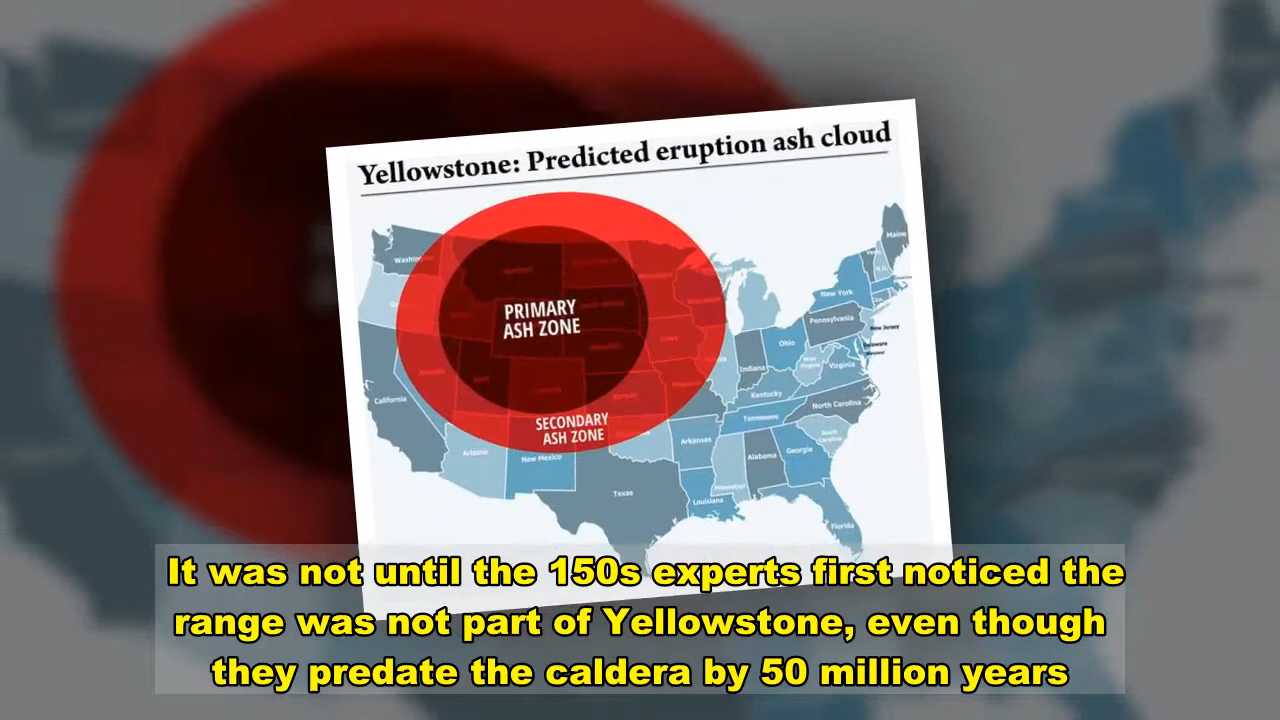 Yellowstone: Predicted eruption ash cloud
Maine
Washin
New York
PRIMARY
ASH ZONE
Pennsylvania
New Jersey
Ohio
Indiana
Virginia
Kentucky
California
North Carolina
SECONDARY
ASH ZONE
Tennessee
South
Carolina
Arkansas
Arizona
New Mexico
Alabama
Georgia
Texas
Louisiana
Florida
It was not until the 150s experts first noticed the
range was not part of Yellowstone, even though
they predate the caldera by 50 million years